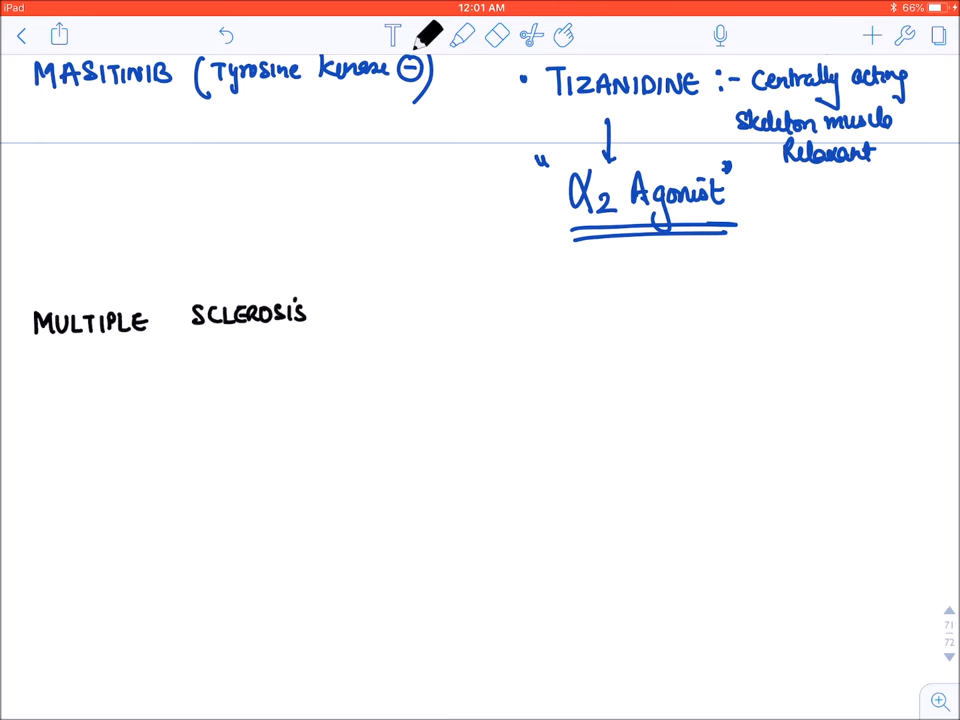 iPad
12:01 AM
66%
T
MASITINIB (Tyrosine kinase ⊖)
• TIZANIDINE :- Centrally acting
Skeleton muscle
Relaxant
↓
"α2 Agonist"
MULTIPLE SCLEROSIS
71
72